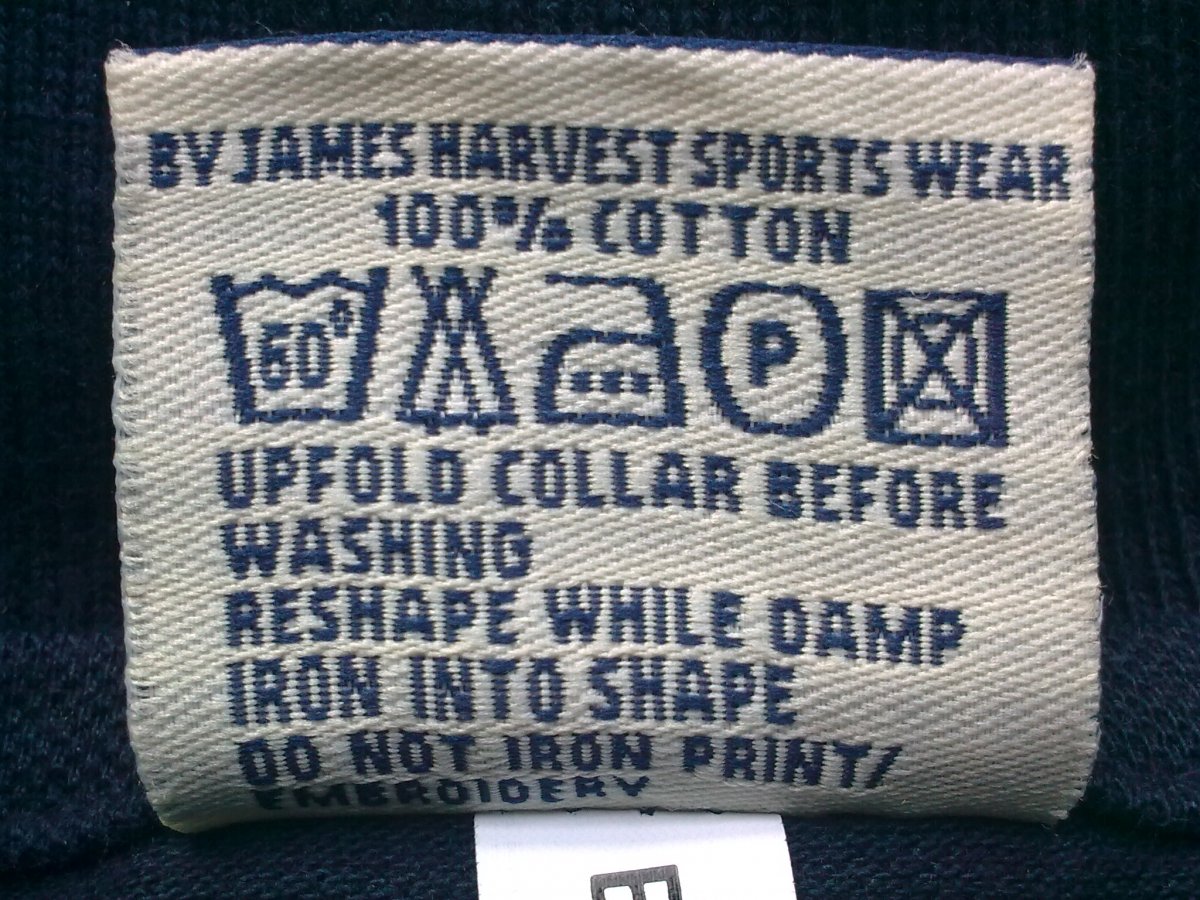 BY JAMES HARVEST SPORTS WEAR
100% COTTON
60°
P
UPFOLD COLLAR BEFORE
WASHING
RESHAPE WHILE DAMP
IRON INTO SHAPE
DO NOT IRON PRINT/
EMBROIDERY